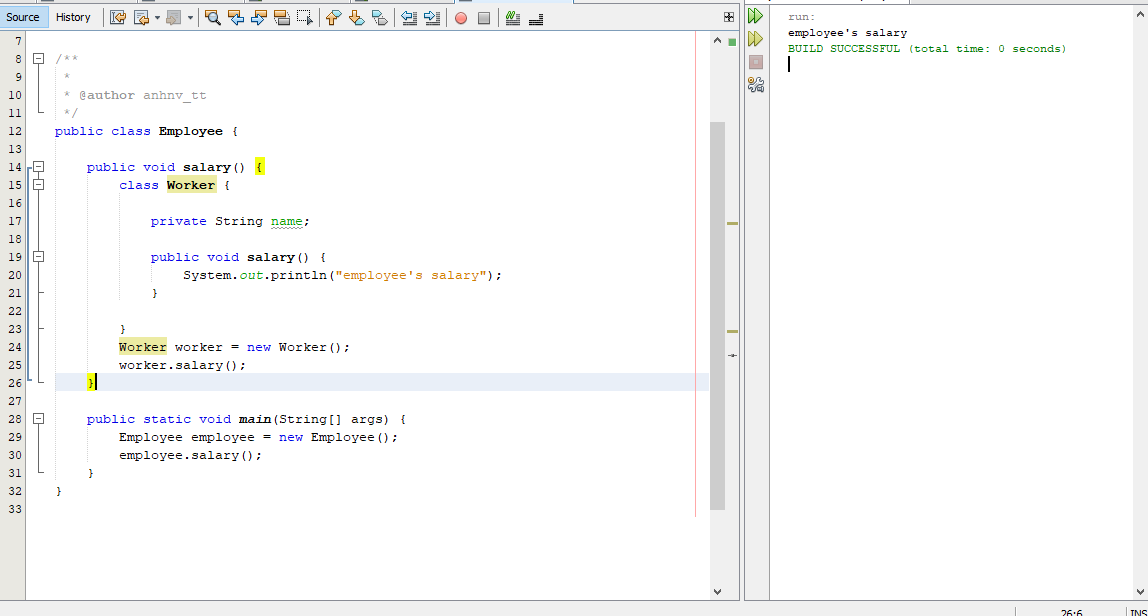 Source History
7
8 /**
9 *
10 * @author anhnv_tt
11 */
12 public class Employee {
13
14 public void salary() {
15 class Worker {
16
17 private String name;
18
19 public void salary() {
20 System.out.println("employee's salary");
21 }
22
23 }
24 Worker worker = new Worker();
25 worker.salary();
26 }
27
28 public static void main(String[] args) {
29 Employee employee = new Employee();
30 employee.salary();
31 }
32 }
33
run:
employee's salary
BUILD SUCCESSFUL (total time: 0 seconds)
26:6 INS